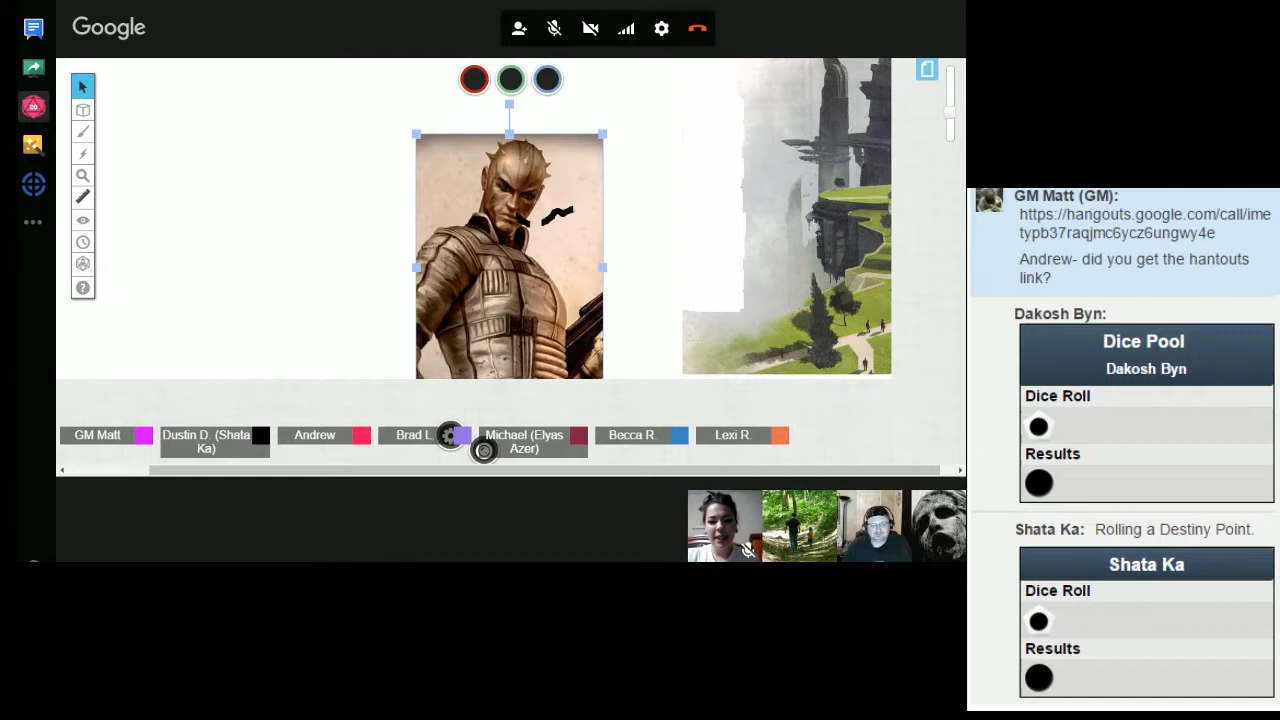 Google
20
GM Matt
Dustin D. (Shata
Ka)
Andrew
Brad L.
Michael (Elyas
Azer)
Becca R.
Lexi R.
GM Matt (GM):
https://hangouts.google.com/call/ime
typb37raqjmc6ycz6ungwy4e
Andrew- did you get the hantouts
link?
Dakosh Byn:
Dice Pool
Dakosh Byn
Dice Roll
Results
Shata Ka: Rolling a Destiny Point.
Shata Ka
Dice Roll
Results